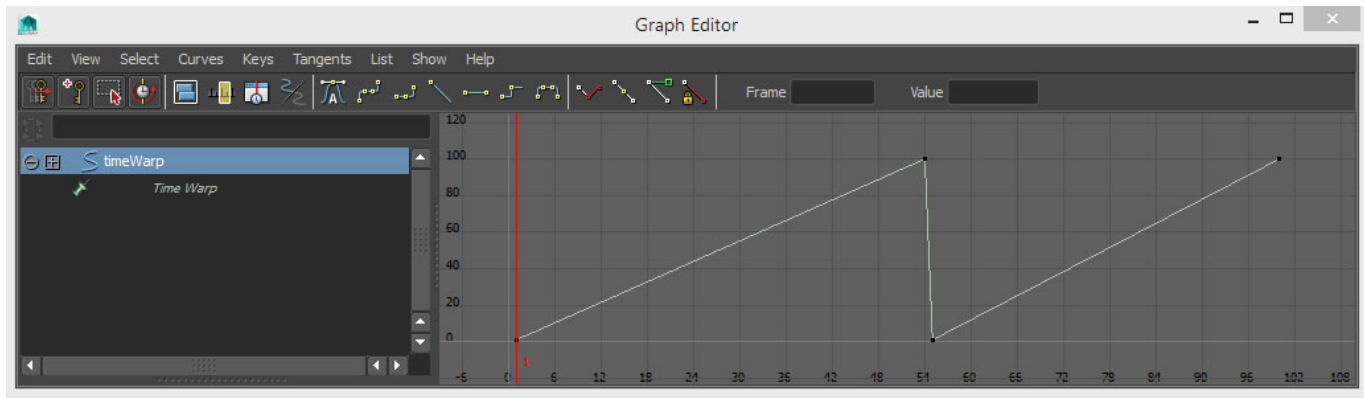 Graph Editor
Edit View Select Curves Keys Tangents List Show Help
Frame Value
timeWarp
Time Warp
120
100
80
60
40
20
0
1
-6 0 6 12 18 24 30 36 42 48 54 60 66 72 78 84 90 96 102 108